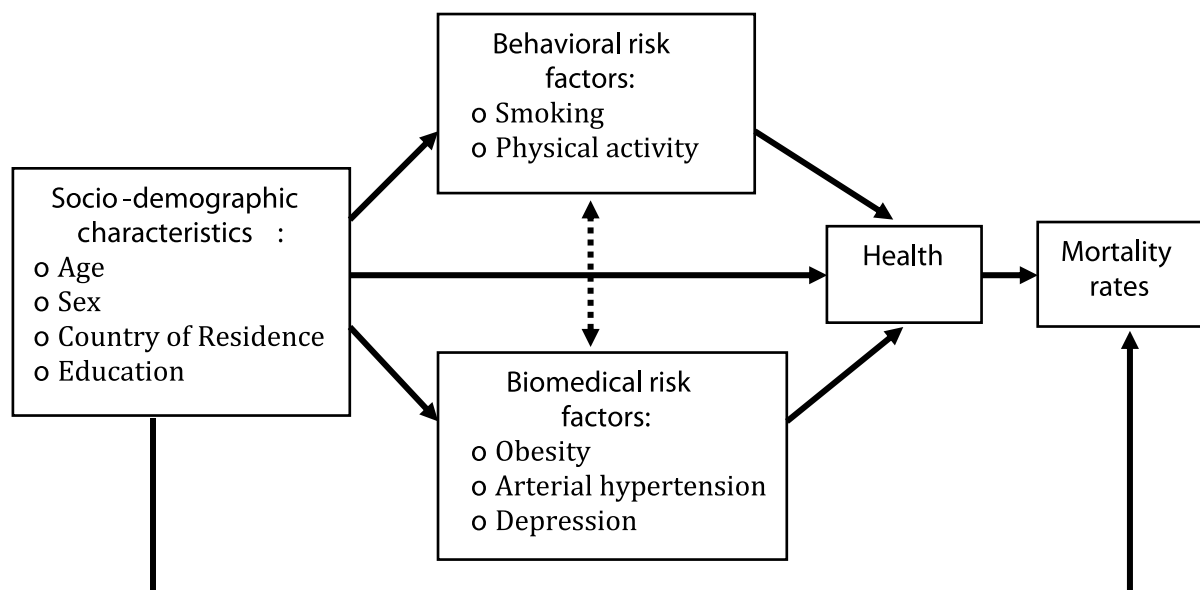 Behavioral risk
factors:
o Smoking
o Physical activity
Socio-demographic
characteristics :
o Age
o Sex
o Country of Residence
o Education
Health
Mortality
rates
Biomedical risk
factors:
o Obesity
o Arterial hypertension
o Depression